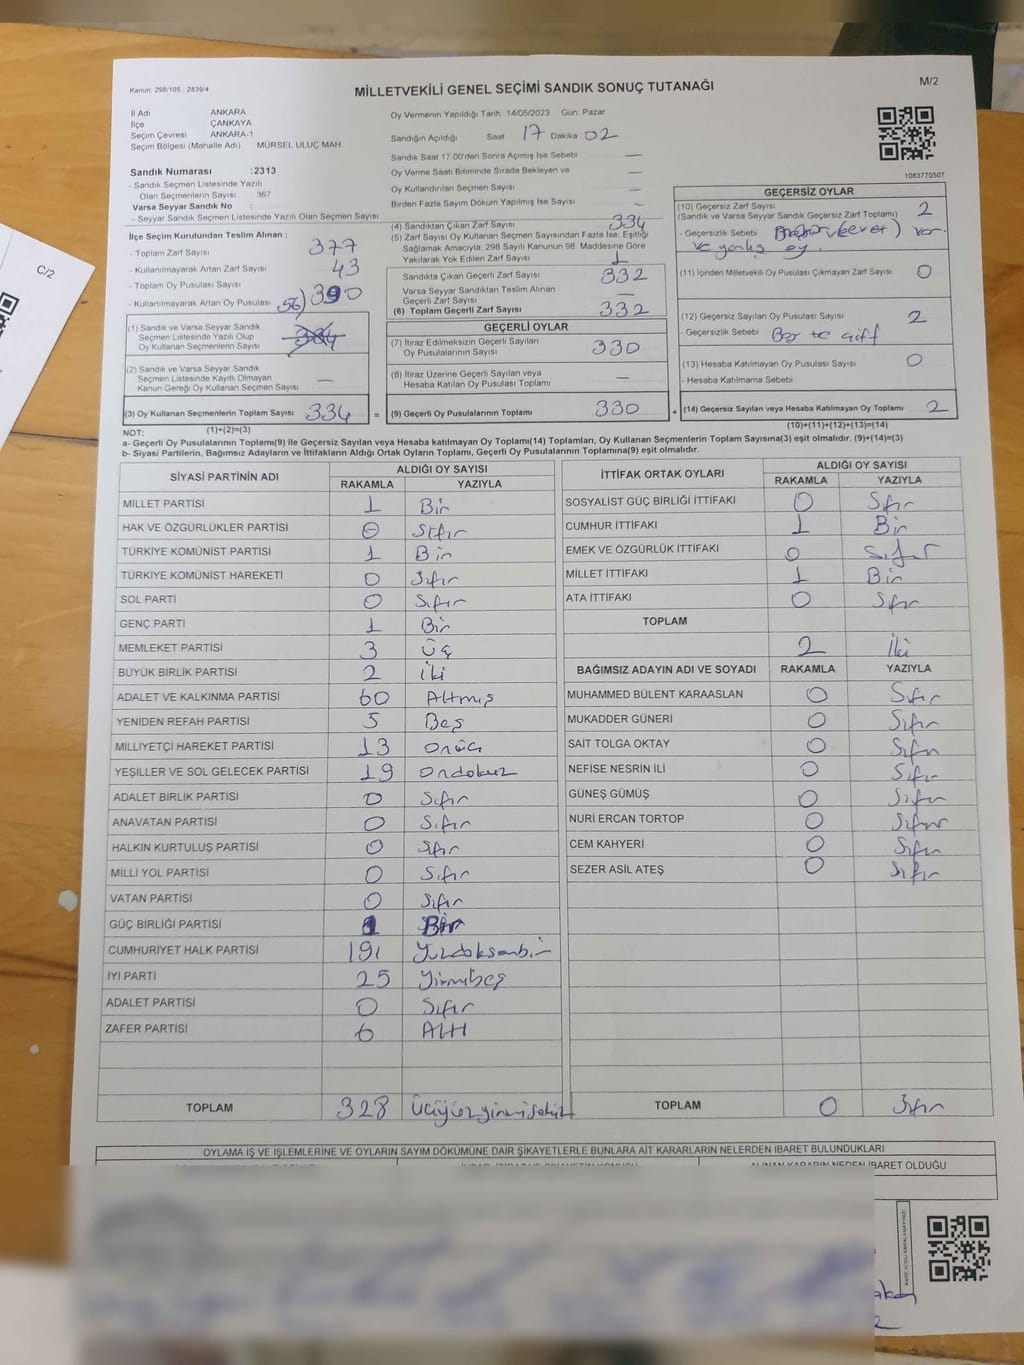 Kanun: 298/105 , 2839/4
MİLLETVEKİLİ GENEL SEÇİMİ SANDIK SONUÇ TUTANAĞI
M/2
İl Adı ANKARA
İlçe ÇANKAYA
Seçim Çevresi ANKARA-1
Seçim Bölgesi (Mahalle Adı) MÜRSEL ULUÇ MAH.
Sandık Numarası :2313
- Sandık Seçmen Listesinde Yazılı
Olan Seçmenlerin Sayısı 367
Varsa Seyyar Sandık No :
- Seyyar Sandık Seçmen Listesinde Yazılı Olan Seçmen Sayısı
Oy Vermenin Yapıldığı Tarih 14/05/2023 Gün: Pazar
Sandığın Açıldığı Saat 17 Dakika 02
Sandık Saat 17:00'den Sonra Açılmış İse Sebebi —
Oy Verme Saati Bitiminde Sırada Bekleyen ve —
Oy Kullandırılan Seçmen Sayısı —
Birden Fazla Sayım Döküm Yapılmış İse Sayısı —
1083770507
İlçe Seçim Kurulundan Teslim Alınan ;
- Toplam Zarf Sayısı 377
- Kullanılmayarak Artan Zarf Sayısı 43
- Toplam Oy Pusulası Sayısı 390
- Kullanılmayarak Artan Oy Pusulası 56)
(1) Sandık ve Varsa Seyyar Sandık
Seçmen Listesinde Yazılı Olup
Oy Kullanan Seçmenlerin Sayısı
(2) Sandık ve Varsa Seyyar Sandık
Seçmen Listesinde Kayıtlı Olmayan
Kanun Gereği Oy Kullanan Seçmen Sayısı —
(3) Oy Kullanan Seçmenlerin Toplam Sayısı 334 =
(1)+(2)=(3)
(4) Sandıktan Çıkan Zarf Sayısı 334
(5) Zarf Sayısı Oy Kullanan Seçmen Sayısından Fazla İse, Eşitliği
Sağlamak Amacıyla, 298 Sayılı Kanunun 98. Maddesine Göre
Yakılarak Yok Edilen Zarf Sayısı
Sandıkta Çıkan Geçerli Zarf Sayısı 332
Varsa Seyyar Sandıktan Teslim Alınan
Geçerli Zarf Sayısı —
(6) Toplam Geçerli Zarf Sayısı 332
GEÇERLİ OYLAR
(7) İtiraz Edilmeksizin Geçerli Sayılan
Oy Pusulalarının Sayısı 330
(8) İtiraz Üzerine Geçerli Sayılan veya
Hesaba Katılan Oy Pusulası Toplamı —
(9) Geçerli Oy Pusulalarının Toplamı 330 +
GEÇERSİZ OYLAR
(10) Geçersiz Zarf Sayısı 2
(Sandık ve Varsa Seyyar Sandık Geçersiz Zarf Toplamı)
- Geçersizlik Sebebi var.
ve yanlış oy.
(11) İçinden Milletvekili Oy Pusulası Çıkmayan Zarf Sayısı 0
(12) Geçersiz Sayılan Oy Pusulası Sayısı 2
- Geçersizlik Sebebi çift
(13) Hesaba Katılmayan Oy Pusulası Sayısı 0
- Hesaba Katılmama Sebebi
(14) Geçersiz Sayılan veya Hesaba Katılmayan Oy Toplamı 2
(10)+(11)+(12)+(13)=(14)
NOT:
a- Geçerli Oy Pusulalarının Toplamı(9) ile Geçersiz Sayılan veya Hesaba katılmayan Oy Toplamı(14) Toplamları, Oy Kullanan Seçmenlerin Toplam Sayısına(3) eşit olmalıdır. (9)+(14)=(3)
b- Siyasi Partilerin, Bağımsız Adayların ve İttifakların Aldığı Ortak Oyların Toplamı, Geçerli Oy Pusulalarının Toplamına(9) eşit olmalıdır.
SİYASİ PARTİNİN ADI ALDIĞI OY SAYISI
RAKAMLA YAZIYLA
MİLLET PARTİSİ 1 Bir
HAK VE ÖZGÜRLÜKLER PARTİSİ 0 Sıfır
TÜRKİYE KOMÜNİST PARTİSİ 1 Bir
TÜRKİYE KOMÜNİST HAREKETİ 0 Sıfır
SOL PARTİ 0 Sıfır
GENÇ PARTİ 1 Bir
MEMLEKET PARTİSİ 3 Üç
BÜYÜK BİRLİK PARTİSİ 2 İki
ADALET VE KALKINMA PARTİSİ 60 Altmış
YENİDEN REFAH PARTİSİ 5 Beş
MİLLİYETÇİ HAREKET PARTİSİ 13 Onüç
YEŞİLLER VE SOL GELECEK PARTİSİ 19 Ondokuz
ADALET BİRLİK PARTİSİ 0 Sıfır
ANAVATAN PARTİSİ 0 Sıfır
HALKIN KURTULUŞ PARTİSİ 0 Sıfır
MİLLİ YOL PARTİSİ 0 Sıfır
VATAN PARTİSİ 0 Sıfır
GÜÇ BİRLİĞİ PARTİSİ 1 Bir
CUMHURİYET HALK PARTİSİ 191 Yüzdoksanbir
İYİ PARTİ 25 Yirmibeş
ADALET PARTİSİ 0 Sıfır
ZAFER PARTİSİ 6 Altı
TOPLAM 328 Üçyüzyirmisekiz
İTTİFAK ORTAK OYLARI ALDIĞI OY SAYISI
RAKAMLA YAZIYLA
SOSYALİST GÜÇ BİRLİĞİ İTTİFAKI 0 Sıfır
CUMHUR İTTİFAKI 1 Bir
EMEK VE ÖZGÜRLÜK İTTİFAKI 0 Sıfır
MİLLET İTTİFAKI 1 Bir
ATA İTTİFAKI 0 Sıfır
TOPLAM 2 İki
BAĞIMSIZ ADAYIN ADI VE SOYADI RAKAMLA YAZIYLA
MUHAMMED BÜLENT KARAASLAN 0 Sıfır
MUKADDER GÜNERİ 0 Sıfır
SAİT TOLGA OKTAY 0 Sıfır
NEFİSE NESRİN İLİ 0 Sıfır
GÜNEŞ GÜMÜŞ 0 Sıfır
NURİ ERCAN TORTOP 0 Sıfır
CEM KAHYERİ 0 Sıfır
SEZER ASİL ATEŞ 0 Sıfır
TOPLAM 0 Sıfır
OYLAMA İŞ VE İŞLEMLERİNE VE OYLARIN SAYIM DÖKÜMÜNE DAİR ŞİKAYETLERLE BUNLARA AİT KARARLARIN NELERDEN İBARET BULUNDUKLARI
ALINAN KARARIN NEDEN İBARET OLDUĞU
C/2